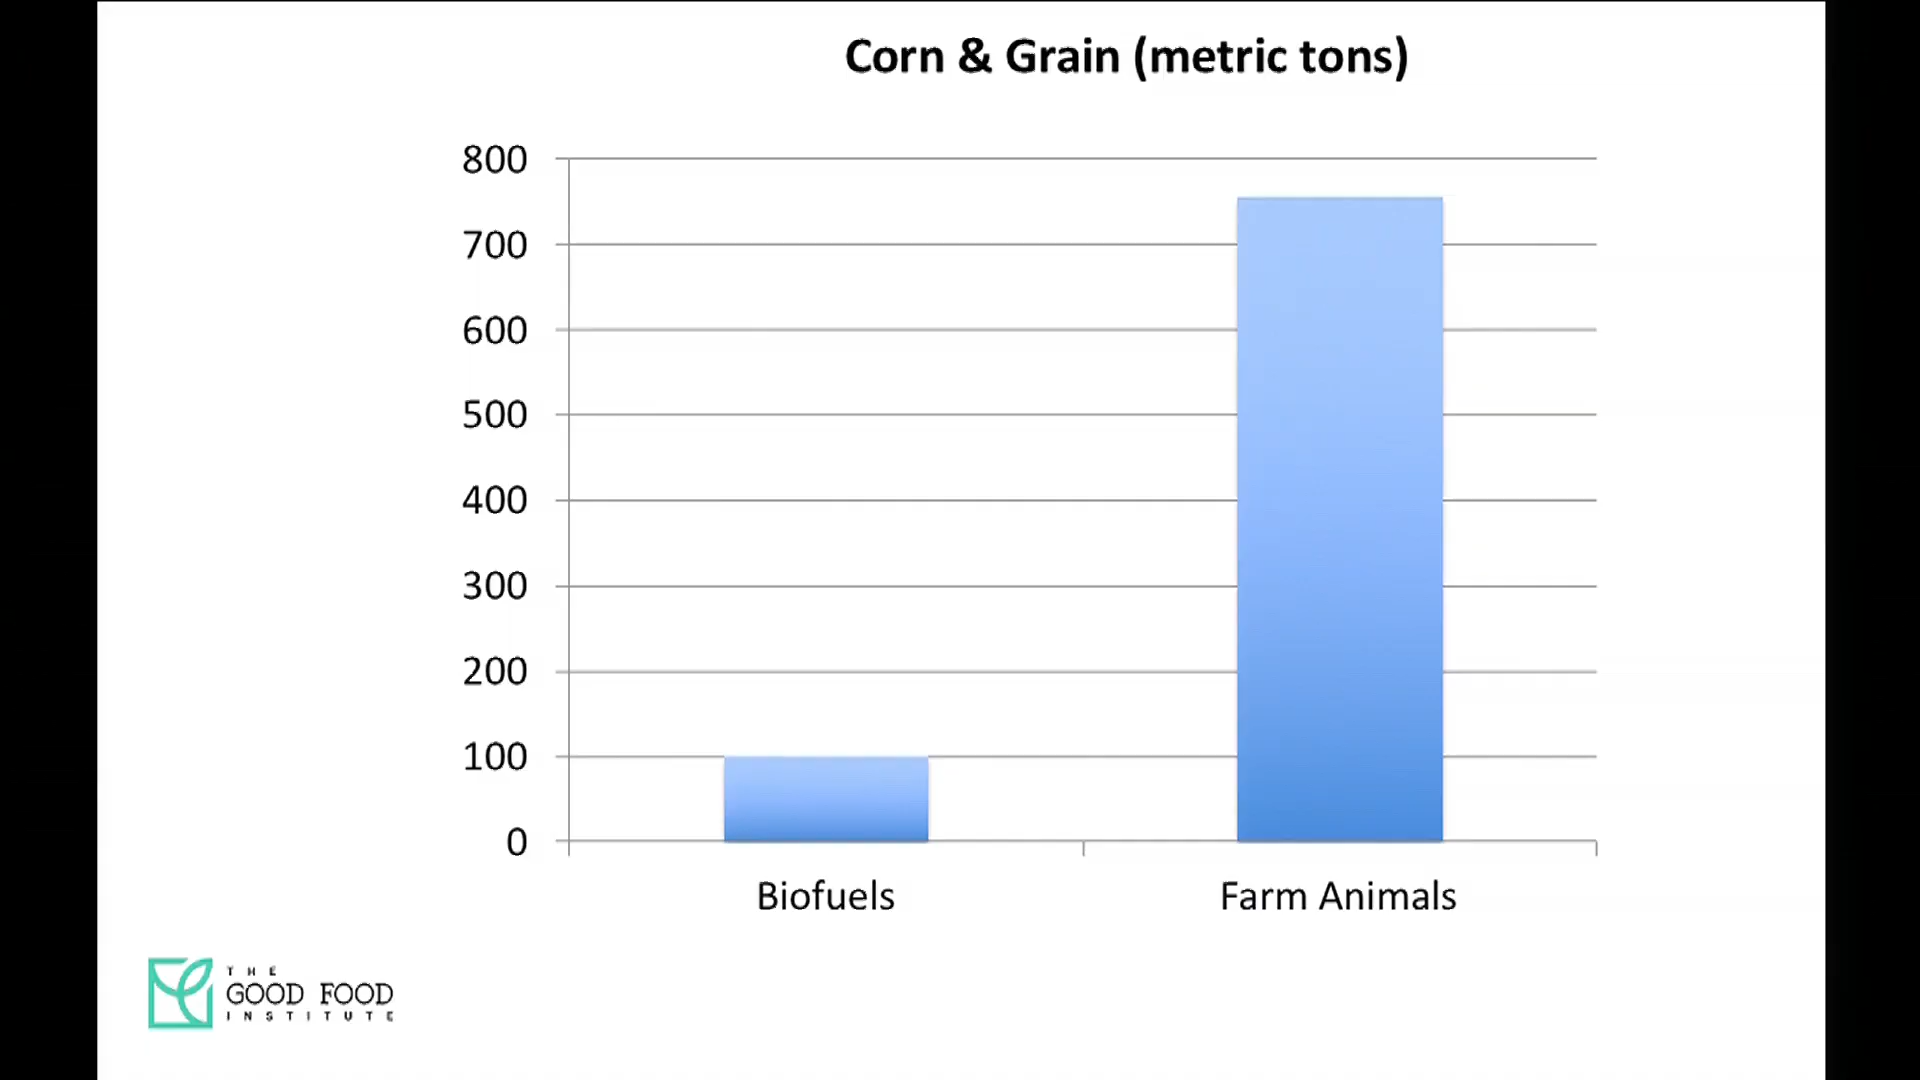 Corn & Grain (metric tons)
800
700
600
500
400
300
200
100
0
Biofuels
Farm Animals
THE
GOOD FOOD
INSTITUTE